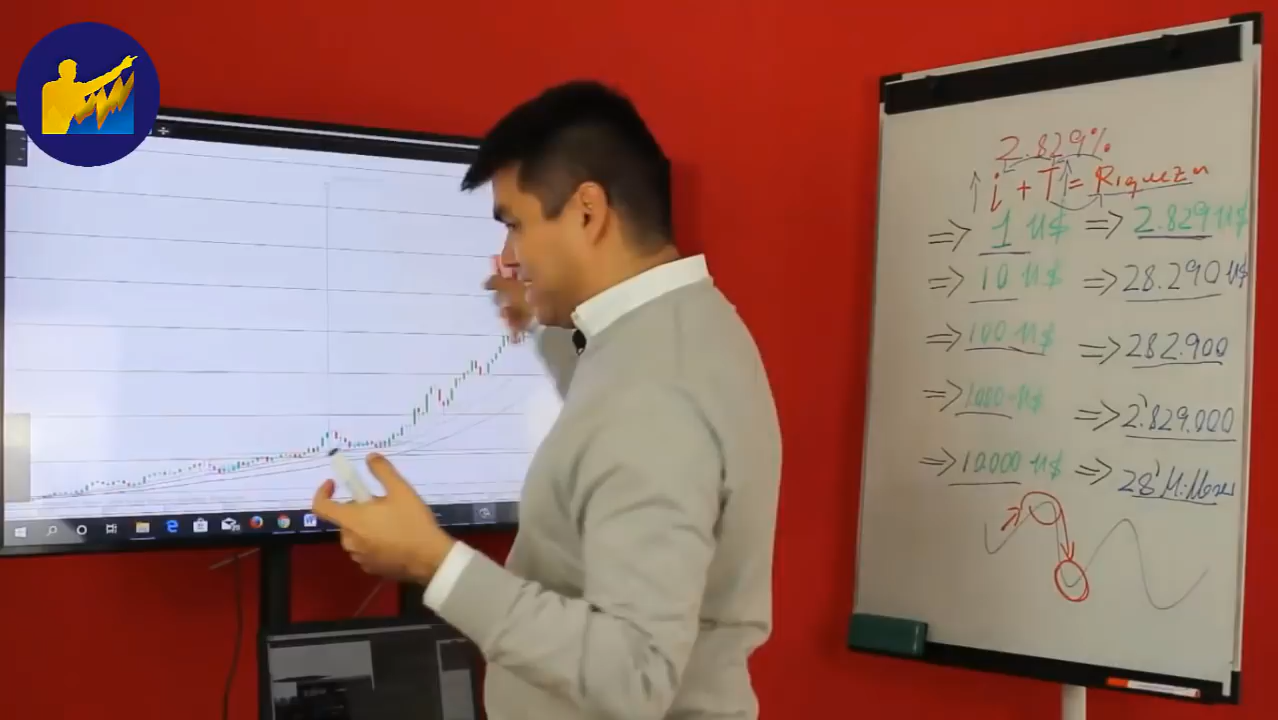 2.829%
↑ i + T = Riqueza
=> 1 U$ => 2.829 U$
=> 10 U$ => 28.290 U$
=> 100 U$ => 282.900
=> 1000 U$ => 2'829.000
=> 10000 U$ => 28' Millones